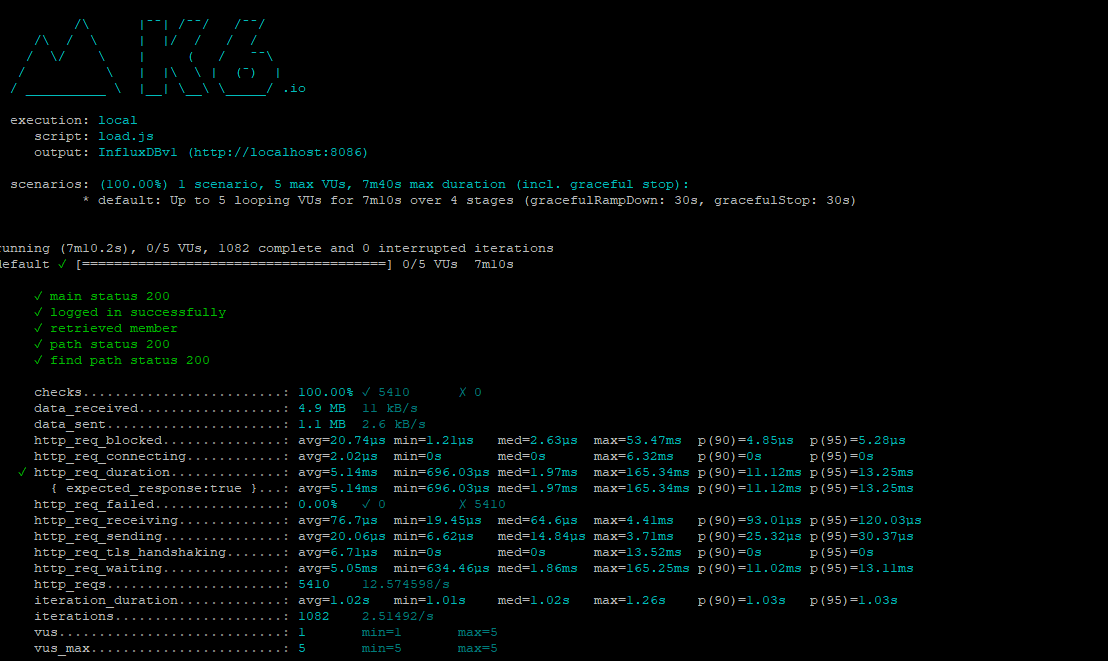 /\      |‾‾| /‾‾/   /‾‾/
     /\  /  \     |  |/  /   /  /
    /  \/    \    |     (   /   ‾‾\
   /          \   |  |\  \ |  (‾)  |
  / __________ \  |__| \__\ \_____/ .io
execution: local
script: load.js
output: InfluxDBv1 (http://localhost:8086)
scenarios: (100.00%) 1 scenario, 5 max VUs, 7m40s max duration (incl. graceful stop):
* default: Up to 5 looping VUs for 7m10s over 4 stages (gracefulRampDown: 30s, gracefulStop: 30s)
unning (7m10.2s), 0/5 VUs, 1082 complete and 0 interrupted iterations
default ✓ [======================================] 0/5 VUs  7m10s
✓ main status 200
✓ logged in successfully
✓ retrieved member
✓ path status 200
✓ find path status 200
checks.........................: 100.00% ✓ 5410      ✗ 0
data_received..................: 4.9 MB  11 kB/s
data_sent......................: 1.1 MB  2.6 kB/s
http_req_blocked...............: avg=20.74µs min=1.21µs   med=2.63µs  max=53.47ms  p(90)=4.85µs  p(95)=5.28µs
http_req_connecting............: avg=2.02µs  min=0s       med=0s      max=6.32ms   p(90)=0s      p(95)=0s
✓ http_req_duration..............: avg=5.14ms  min=696.03µs med=1.97ms  max=165.34ms p(90)=11.12ms p(95)=13.25ms
{ expected_response:true }...: avg=5.14ms  min=696.03µs med=1.97ms  max=165.34ms p(90)=11.12ms p(95)=13.25ms
http_req_failed................: 0.00%   ✓ 0         ✗ 5410
http_req_receiving.............: avg=76.7µs  min=19.45µs  med=64.6µs  max=4.41ms   p(90)=93.01µs p(95)=120.03µs
http_req_sending...............: avg=20.06µs min=6.62µs   med=14.84µs max=3.71ms   p(90)=25.32µs p(95)=30.37µs
http_req_tls_handshaking.......: avg=6.71µs  min=0s       med=0s      max=13.52ms  p(90)=0s      p(95)=0s
http_req_waiting...............: avg=5.05ms  min=634.46µs med=1.86ms  max=165.25ms p(90)=11.02ms p(95)=13.11ms
http_reqs......................: 5410    12.574598/s
iteration_duration.............: avg=1.02s   min=1.01s    med=1.02s   max=1.26s    p(90)=1.03s   p(95)=1.03s
iterations.....................: 1082    2.51492/s
vus............................: 1       min=1       max=5
vus_max........................: 5       min=5       max=5